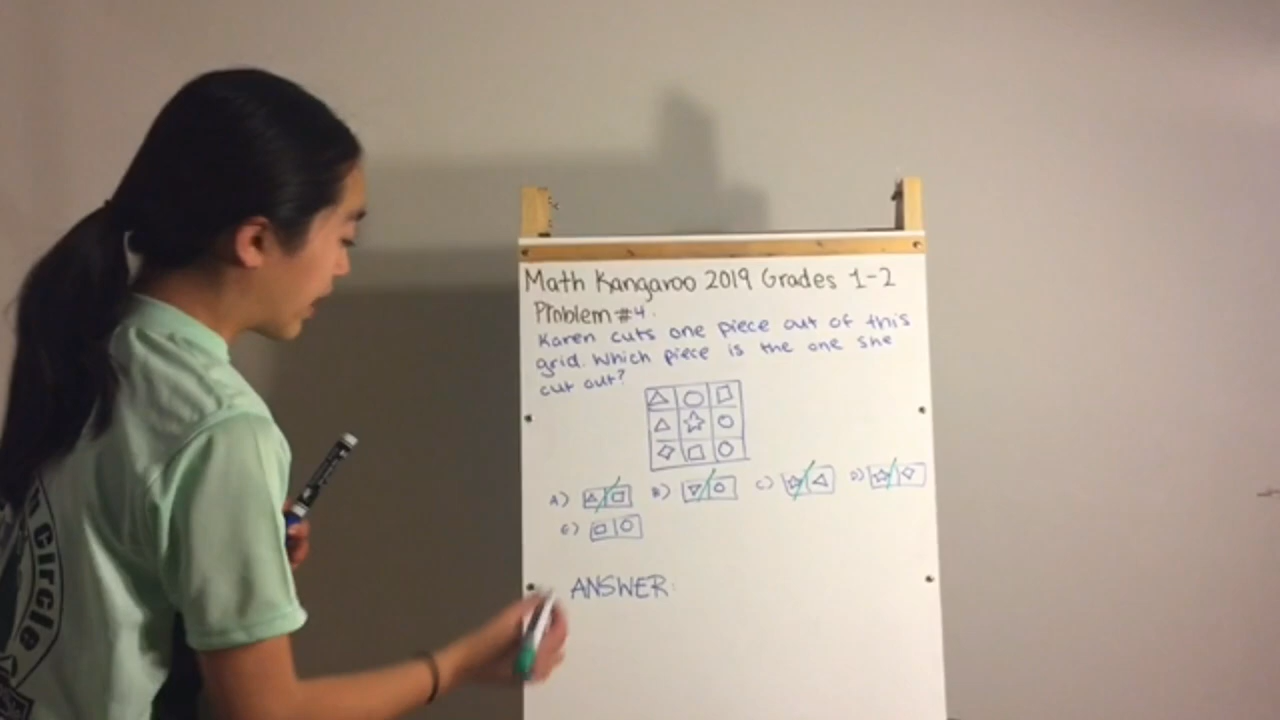 Math Kangaroo 2019 Grades 1-2
Problem #4.
Karen cuts one piece out of this
grid. Which piece is the one she
cut out?
A) B) C) D)
E)
ANSWER:
Circle